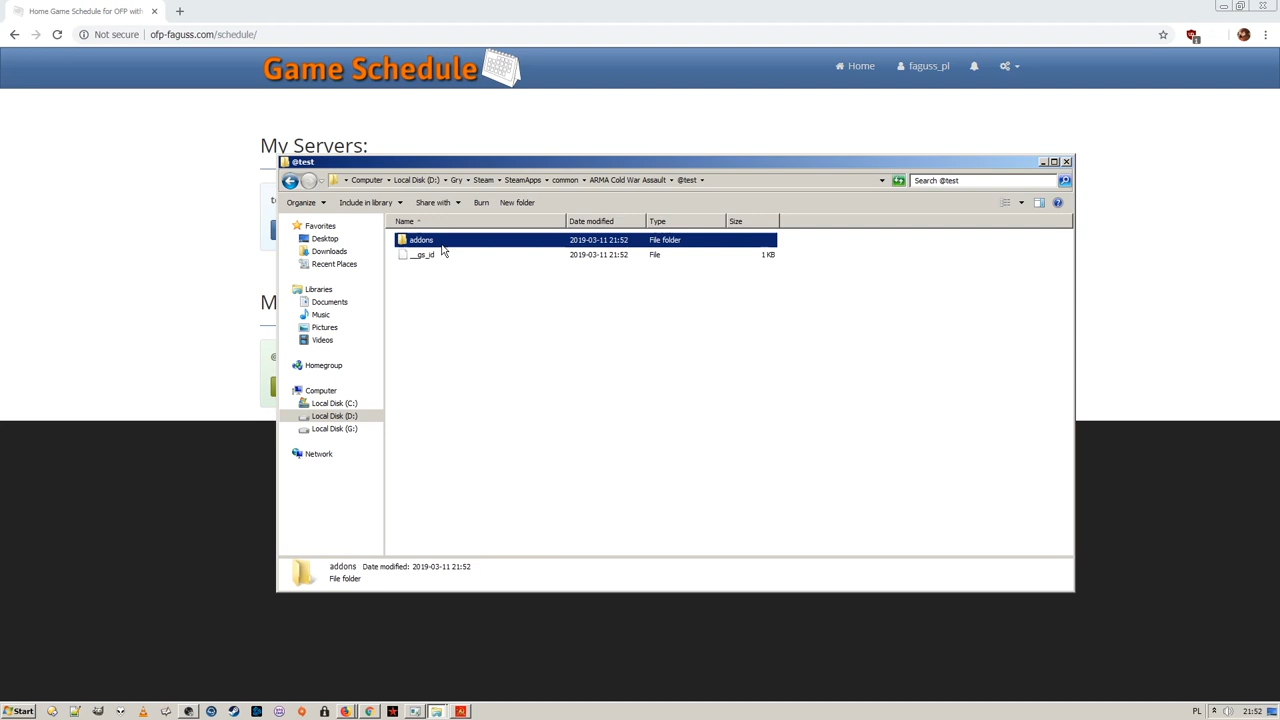 Home Game Schedule for OFP with
Not secure
ofp-faguss.com/schedule/
1
Game Schedule
Home
faguss_pl
My Servers:
@test
Computer
Local Disk (D:)
Gry
Steam
SteamApps
common
ARMA Cold War Assault
@test
Search @test
Organize
Include in library
Share with
Burn
New folder
Name
Date modified
Type
Size
Favorites
Desktop
Downloads
Recent Places
Libraries
Documents
Music
Pictures
Videos
Homegroup
Computer
Local Disk (C:)
Local Disk (D:)
Local Disk (G:)
Network
addons
2019-03-11 21:52
File folder
__gs_id
2019-03-11 21:52
File
1 KB
M
@
addons
Date modified: 2019-03-11 21:52
File folder
Start
PL
21:52